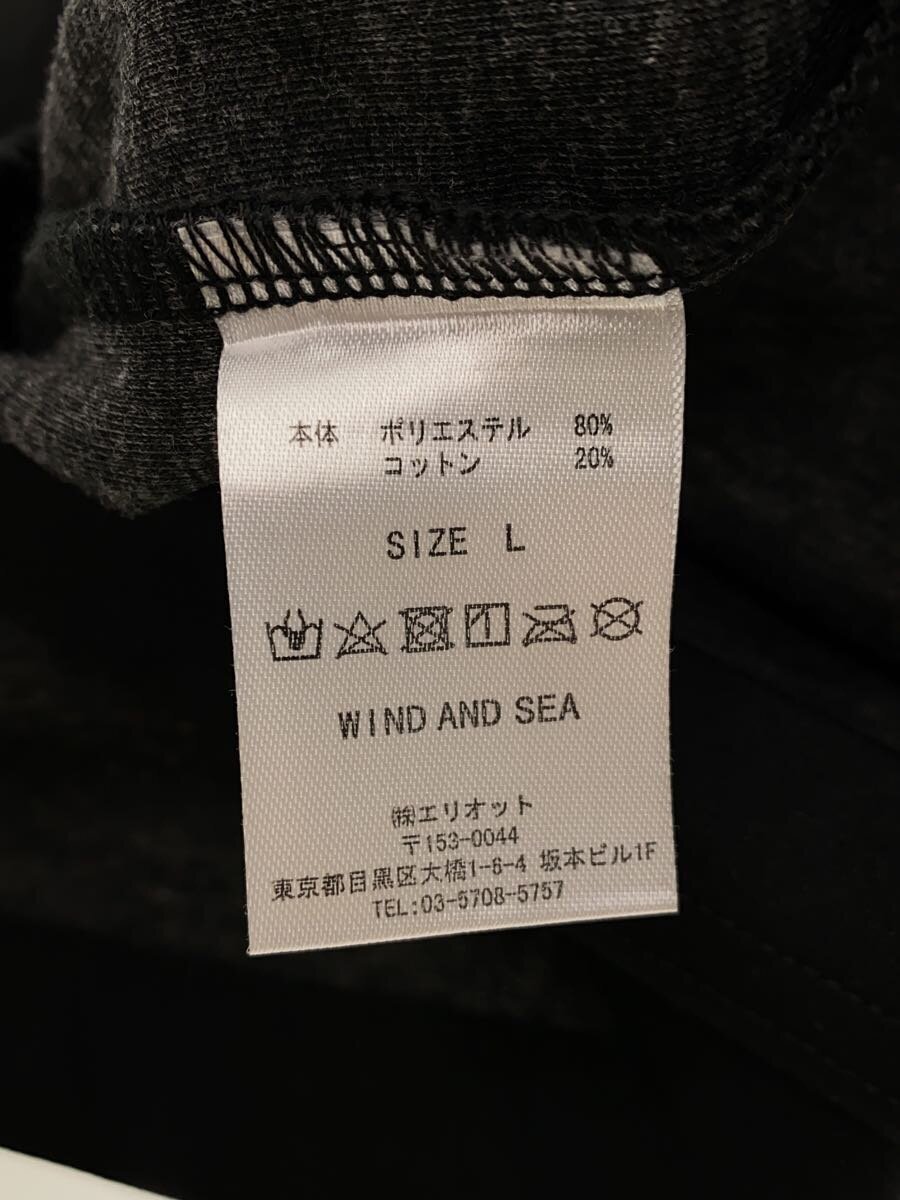 本体 ポリエステル 80%
コットン 20%
SIZE L
WIND AND SEA
㈱エリオット
〒153-0044
東京都目黒区大橋1-6-4 坂本ビル1F
TEL:03-5708-5757